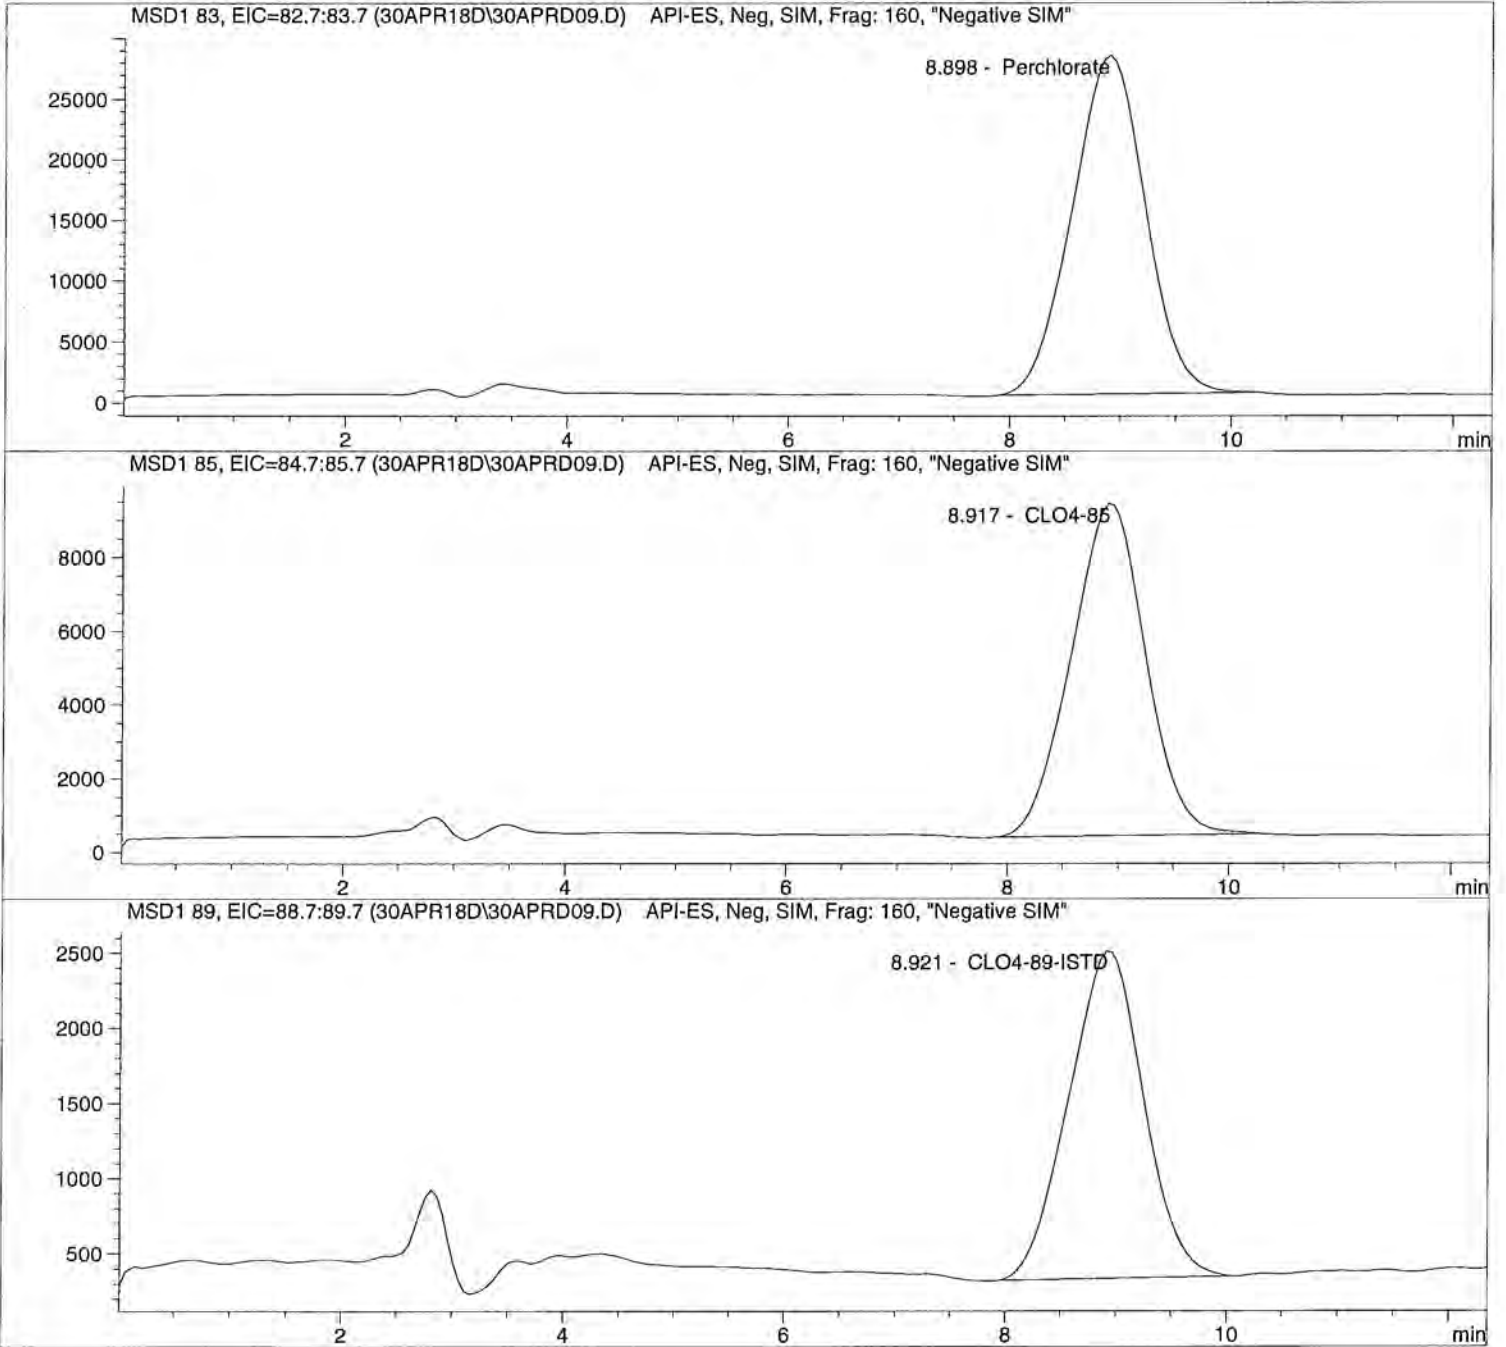 MSD1 83, EIC=82.7:83.7 (30APR18D\30APRD09.D)    API-ES, Neg, SIM, Frag: 160, "Negative SIM"
8.898 -  Perchlorate
25000
20000
15000
10000
5000
0
2 4 6 8 10 min
MSD1 85, EIC=84.7:85.7 (30APR18D\30APRD09.D)    API-ES, Neg, SIM, Frag: 160, "Negative SIM"
8.917 -  CLO4-85
8000
6000
4000
2000
0
2 4 6 8 10 min
MSD1 89, EIC=88.7:89.7 (30APR18D\30APRD09.D)    API-ES, Neg, SIM, Frag: 160, "Negative SIM"
8.921 -  CLO4-89-ISTD
2500
2000
1500
1000
500
2 4 6 8 10 min